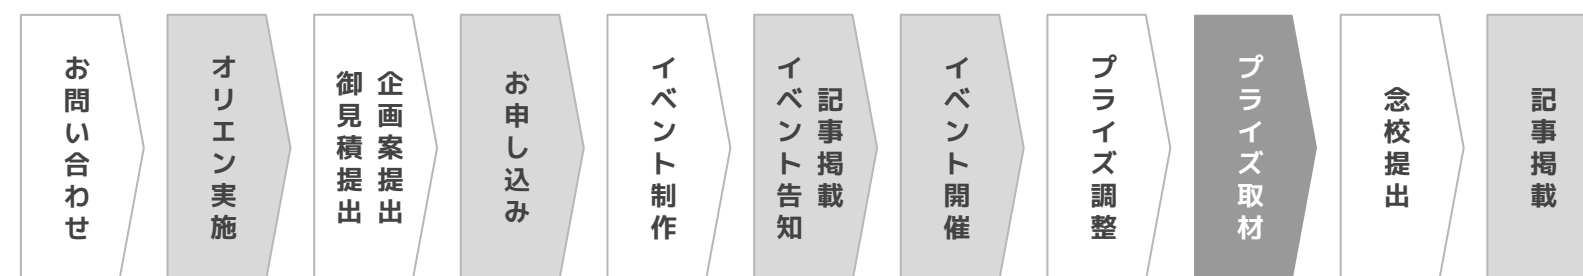 お問い合わせ
オリエン実施
企画案提出
御見積提出
お申し込み
イベント制作
記事掲載
イベント告知
イベント開催
プライズ調整
プライズ取材
念校提出
記事掲載